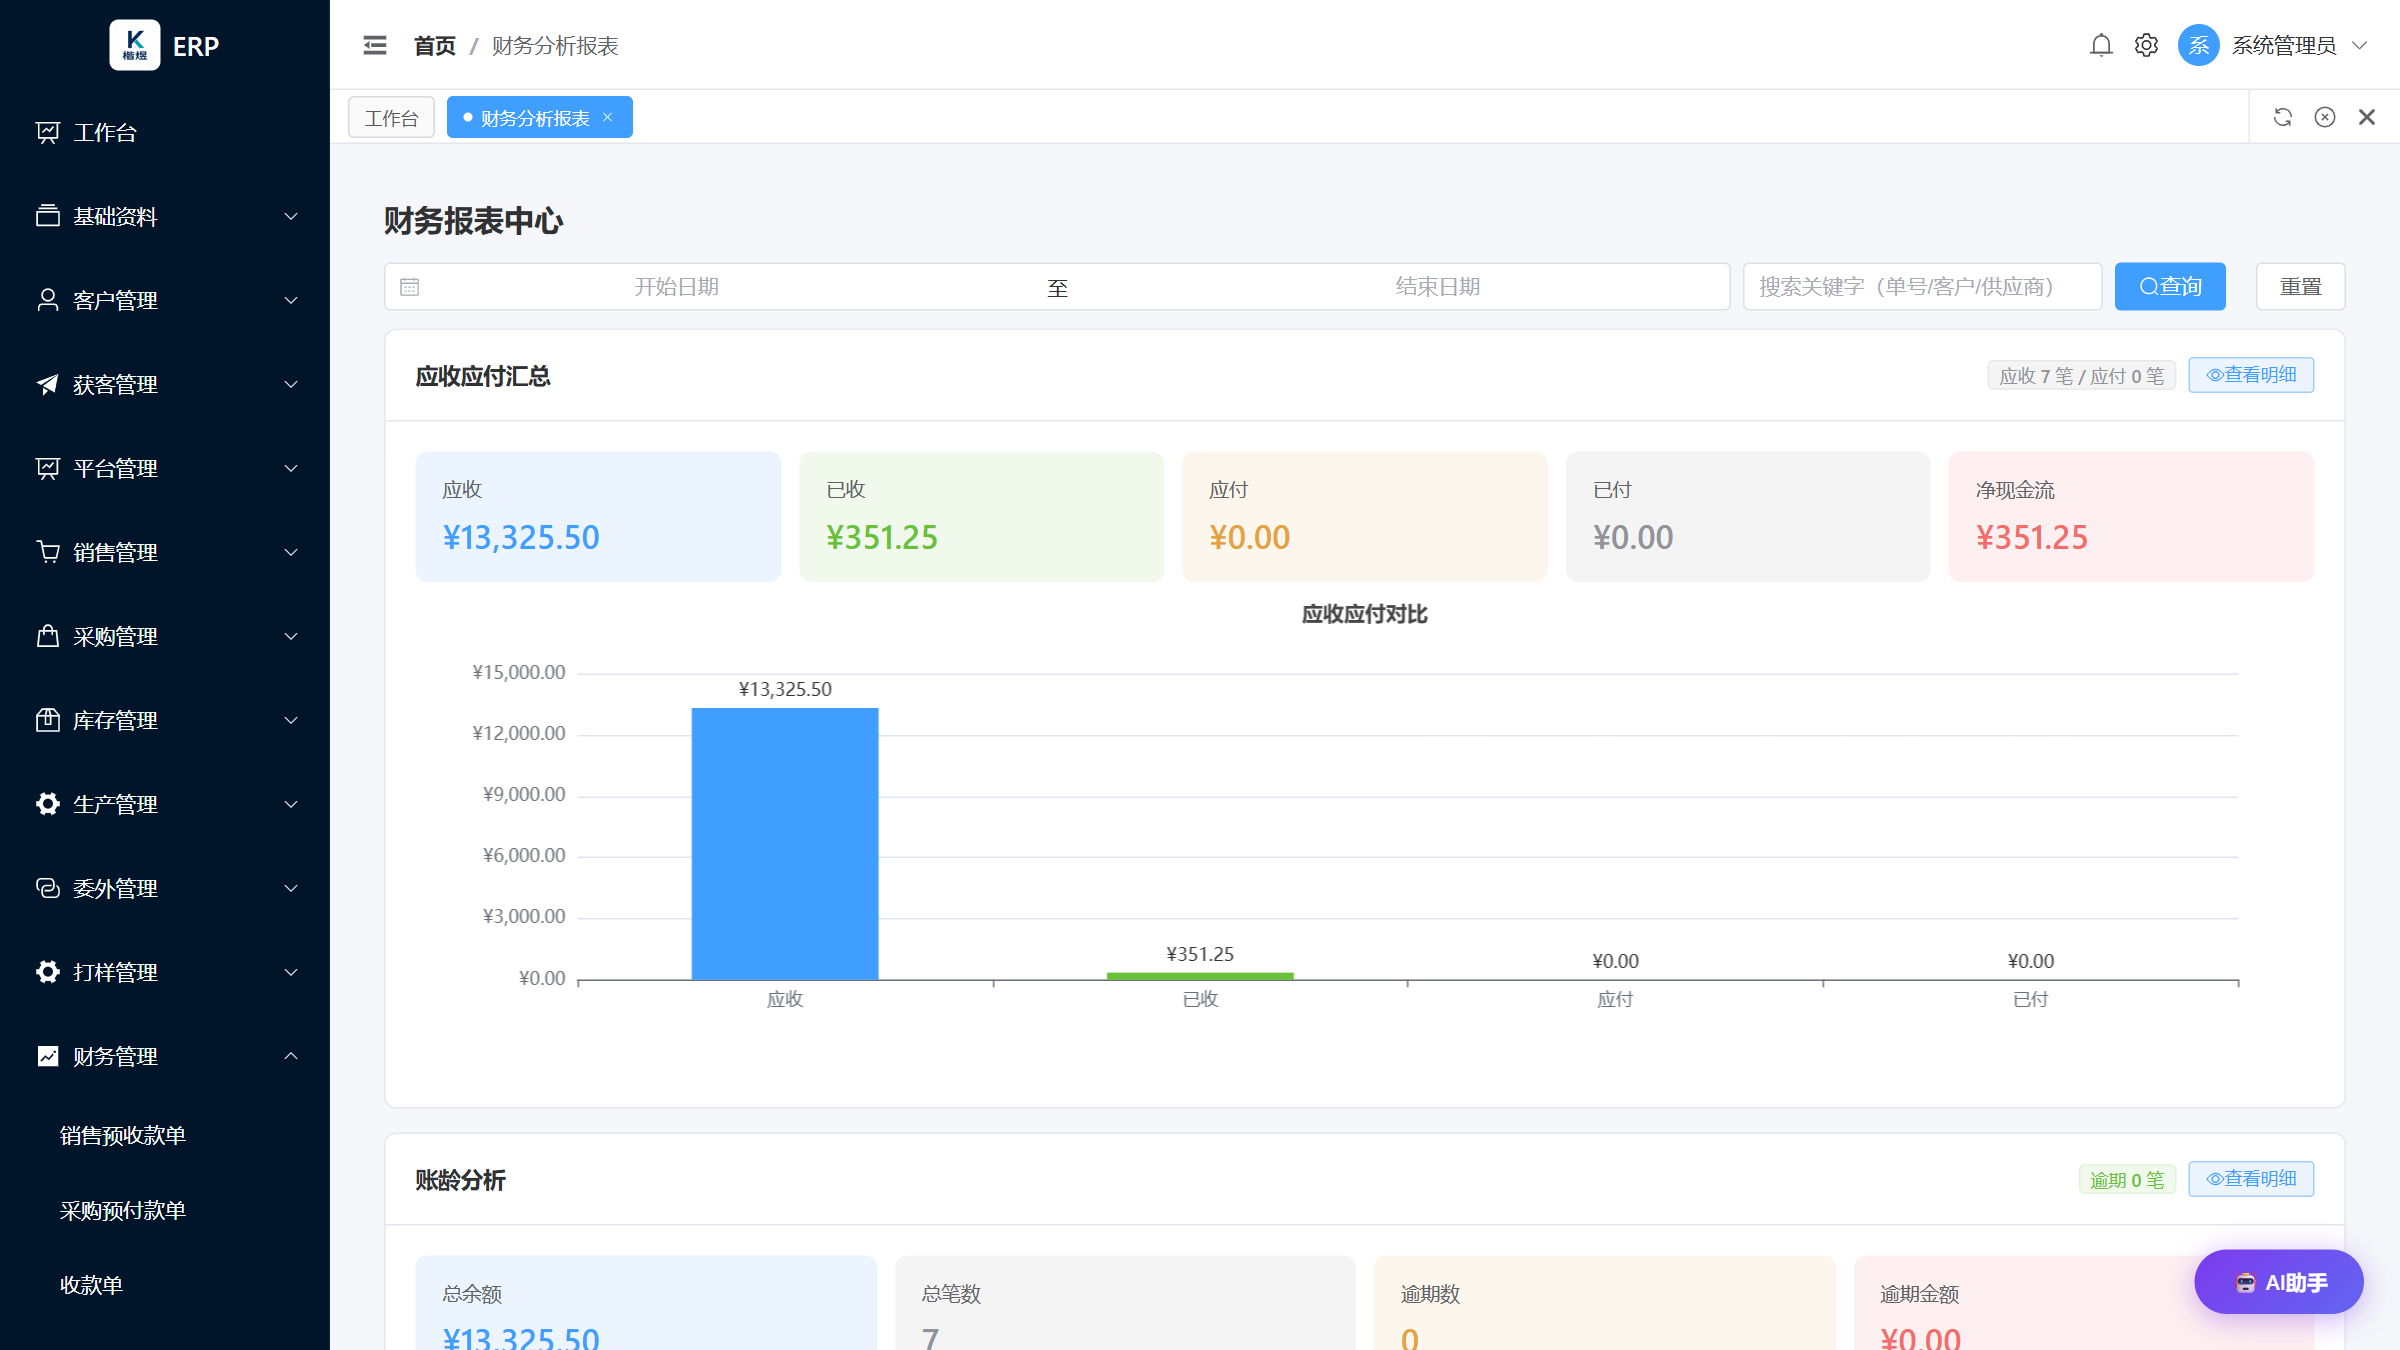 K
楷煜
ERP
工作台
基础资料
客户管理
获客管理
平台管理
销售管理
采购管理
库存管理
生产管理
委外管理
打样管理
财务管理
销售预收款单
采购预付款单
收款单
首页 / 财务分析报表
系
系统管理员
工作台
财务分析报表
财务报表中心
开始日期 至 结束日期
搜索关键字（单号/客户/供应商）
查询
重置
应收应付汇总
应收 7 笔 / 应付 0 笔
查看明细
应收
¥13,325.50
已收
¥351.25
应付
¥0.00
已付
¥0.00
净现金流
¥351.25
应收应付对比
¥15,000.00
¥12,000.00
¥9,000.00
¥6,000.00
¥3,000.00
¥0.00
¥13,325.50
¥351.25
¥0.00
¥0.00
应收
已收
应付
已付
账龄分析
逾期 0 笔
查看明细
总余额
¥13,325.50
总笔数
7
逾期数
0
逾期金额
¥0.00
AI助手